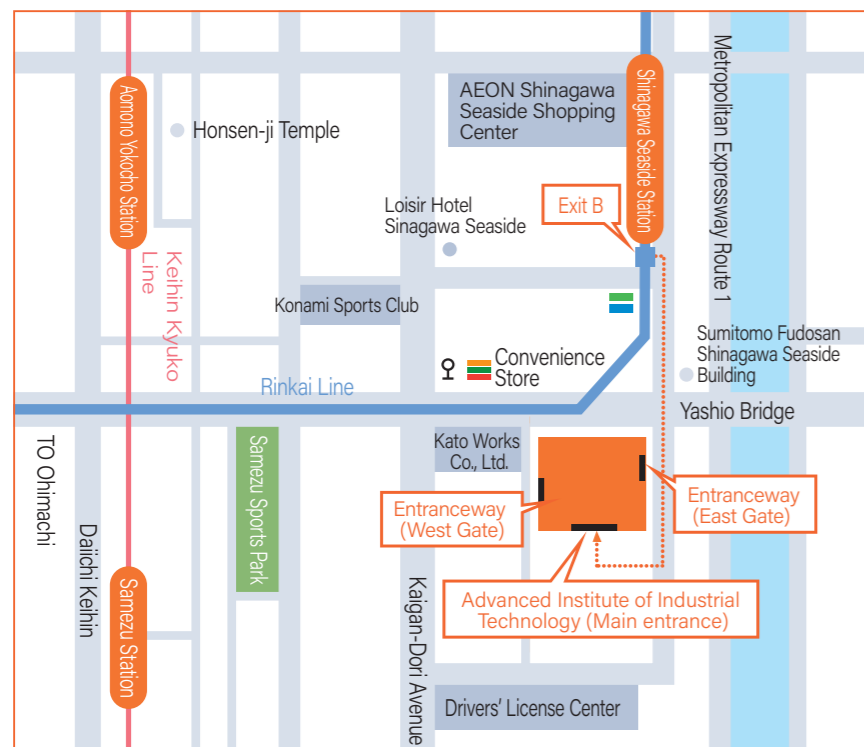 AEON Shinagawa
Seaside Shopping
Center
Shinagawa Seaside Station
Metropolitan Expressway Route 1
Aomono Yokocho Station
Honsen-ji Temple
Exit B
Loisir Hotel
Sinagawa Seaside
Keihin Kyuko
Line
Konami Sports Club
Sumitomo Fudosan
Shinagawa Seaside
Building
Convenience
Store
Rinkai Line
Yashio Bridge
TO Ohimachi
Daiichi Keihin
Samezu Sports Park
Kato Works
Co., Ltd.
Entranceway
(West Gate)
Entranceway
(East Gate)
Samezu Station
Kaigan-Dori Avenue
Advanced Institute of Industrial
Technology (Main entrance)
Drivers' License Center